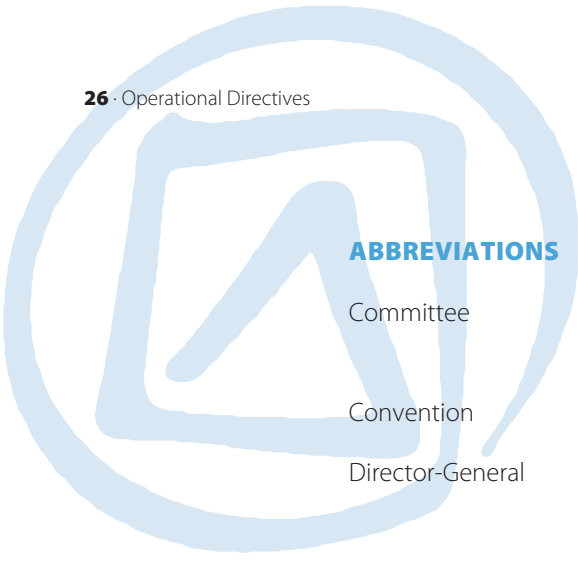 26 · Operational Directives
ABBREVIATIONS
Committee
Convention
Director-General